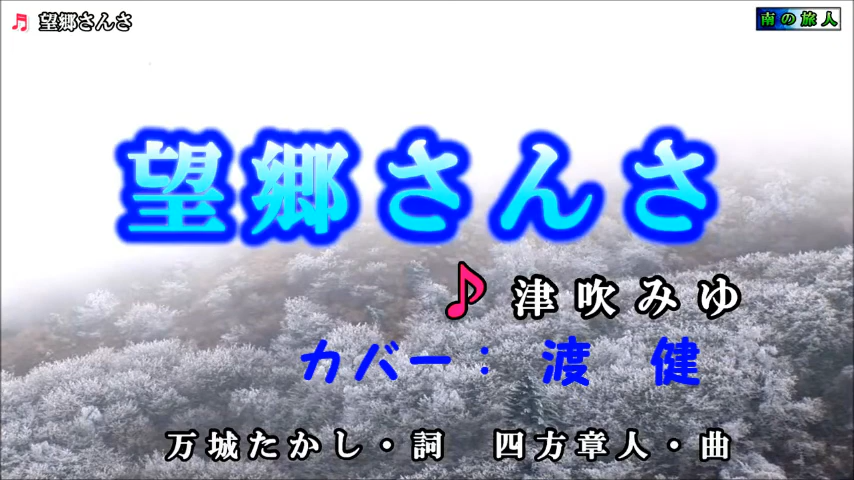 望郷さんさ
南の旅人
望郷さんさ
津吹みゆ
カバー： 渡 健
万城たかし・詞 四方章人・曲